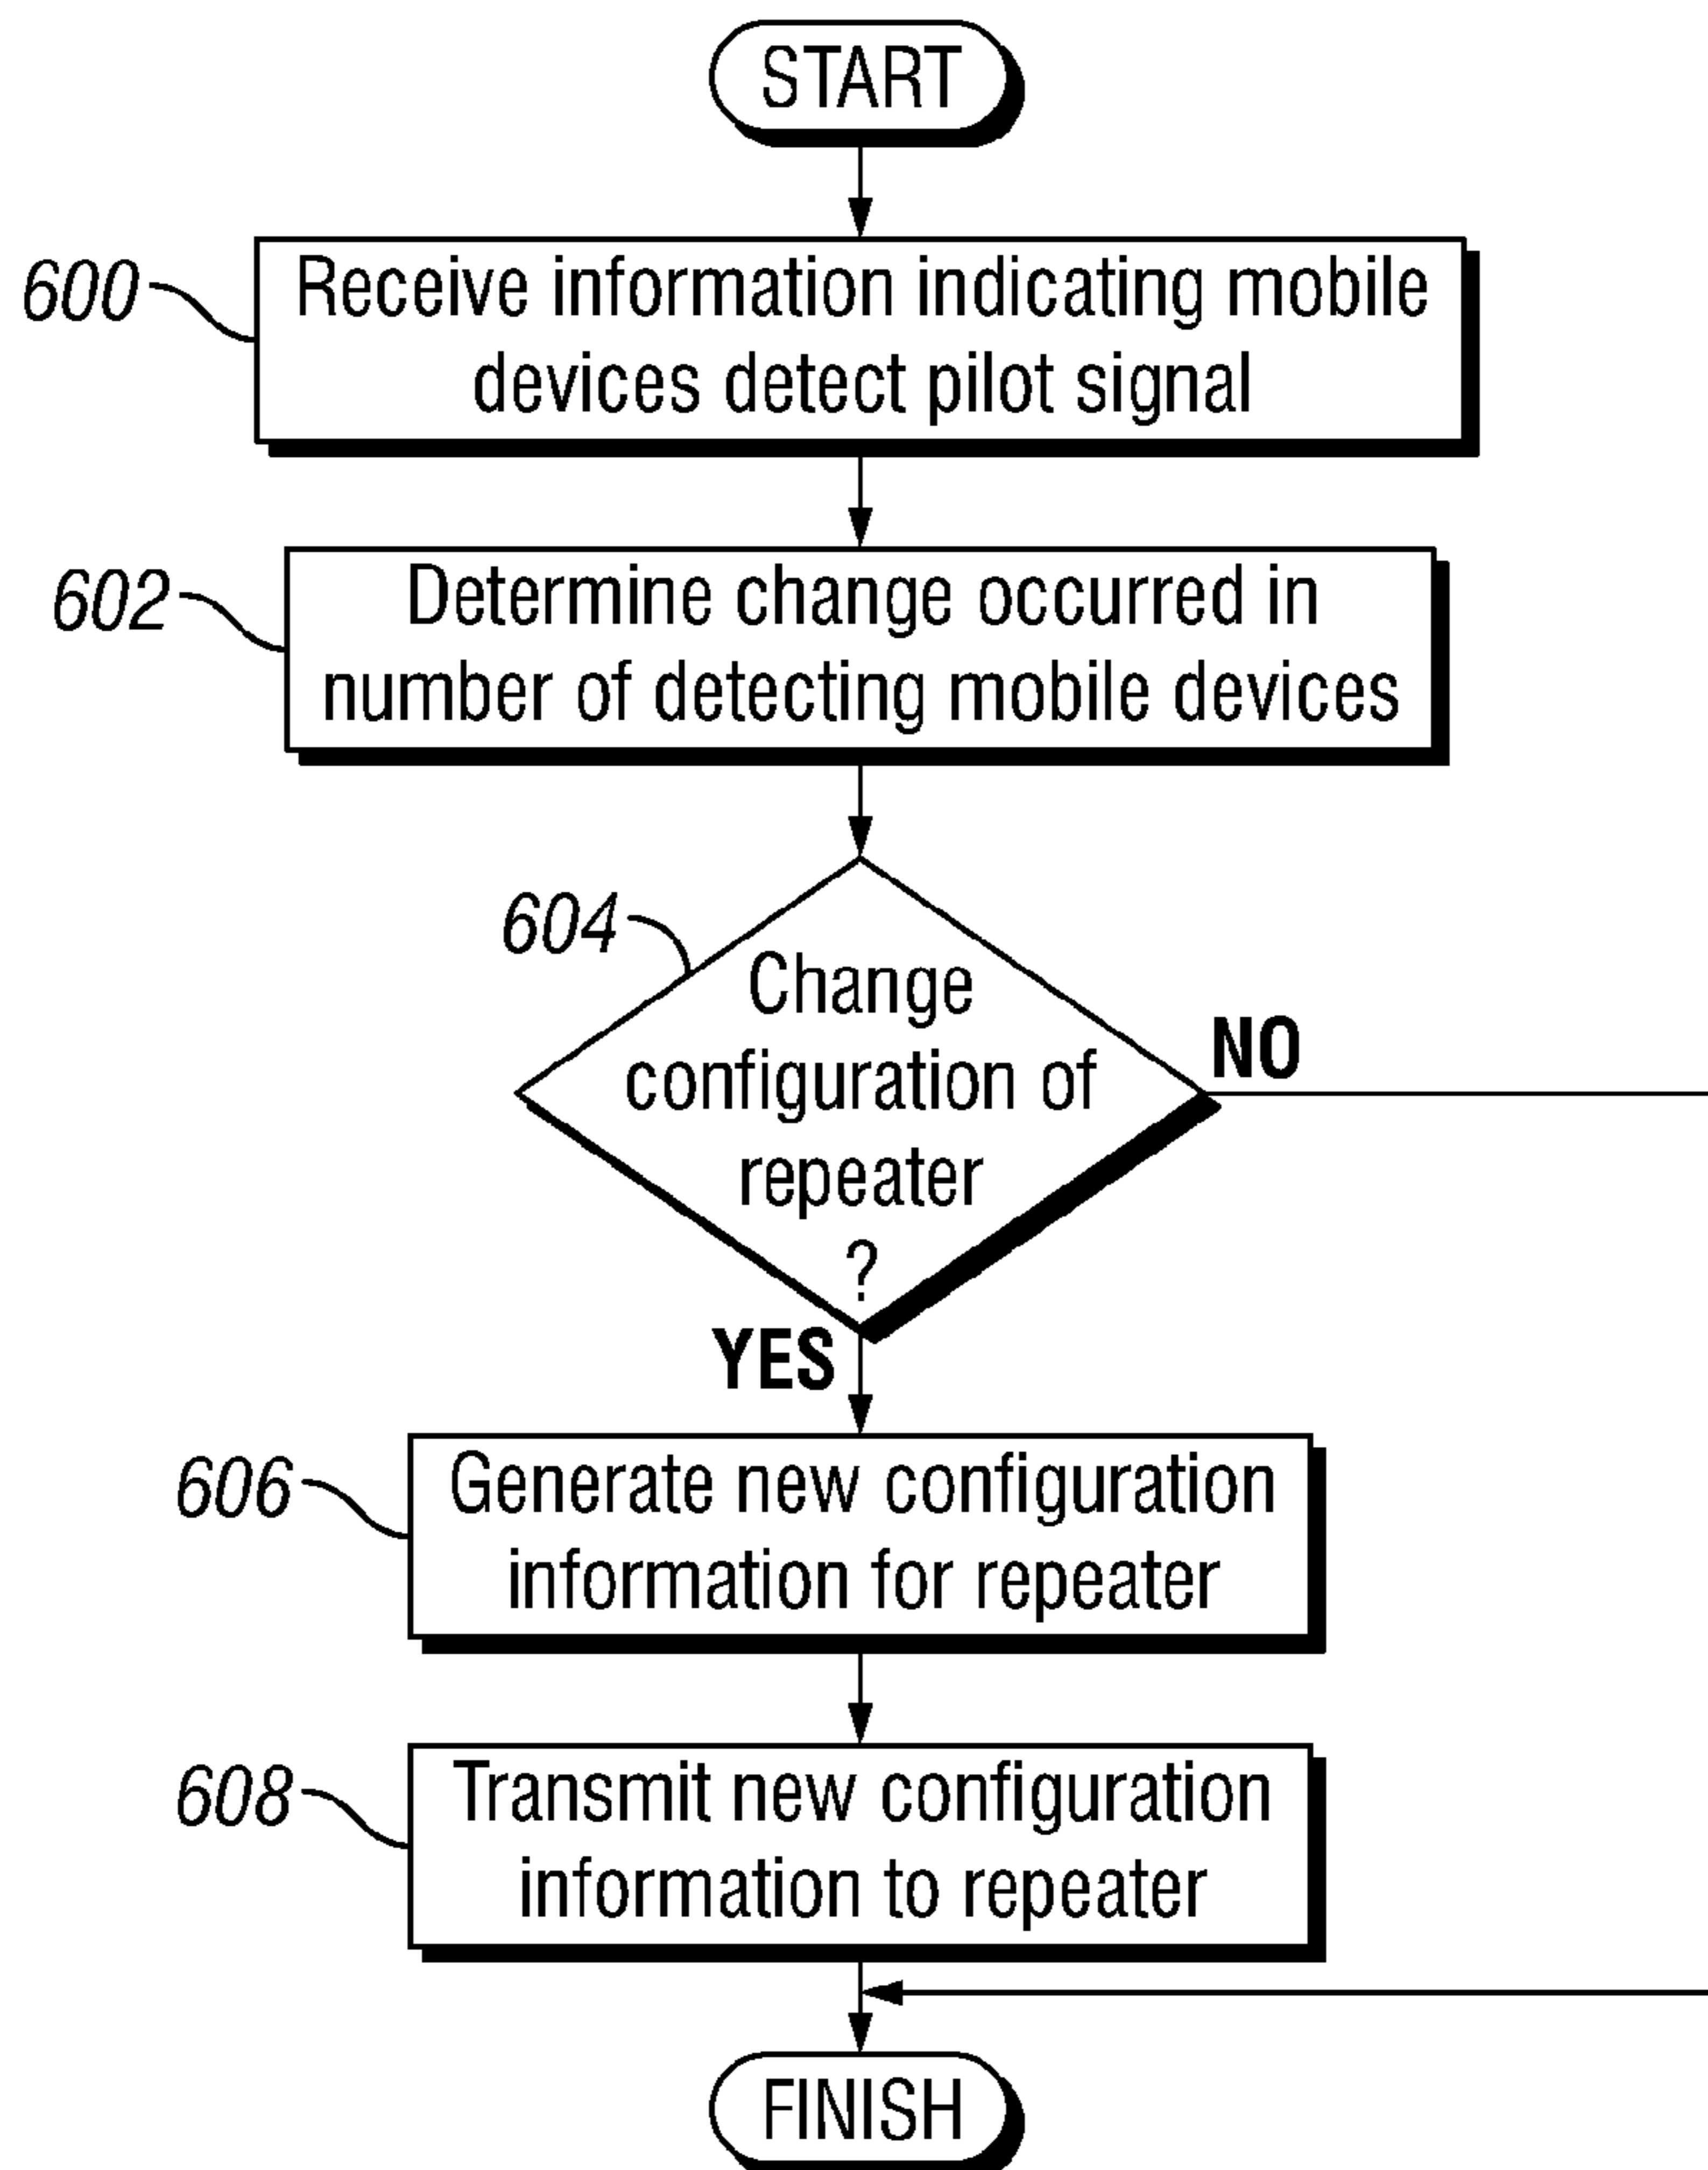 START
600
Receive information indicating mobile
devices detect pilot signal
602
Determine change occurred in
number of detecting mobile devices
604
Change
configuration of
repeater
?
NO
YES
606
Generate new configuration
information for repeater
608
Transmit new configuration
information to repeater
FINISH